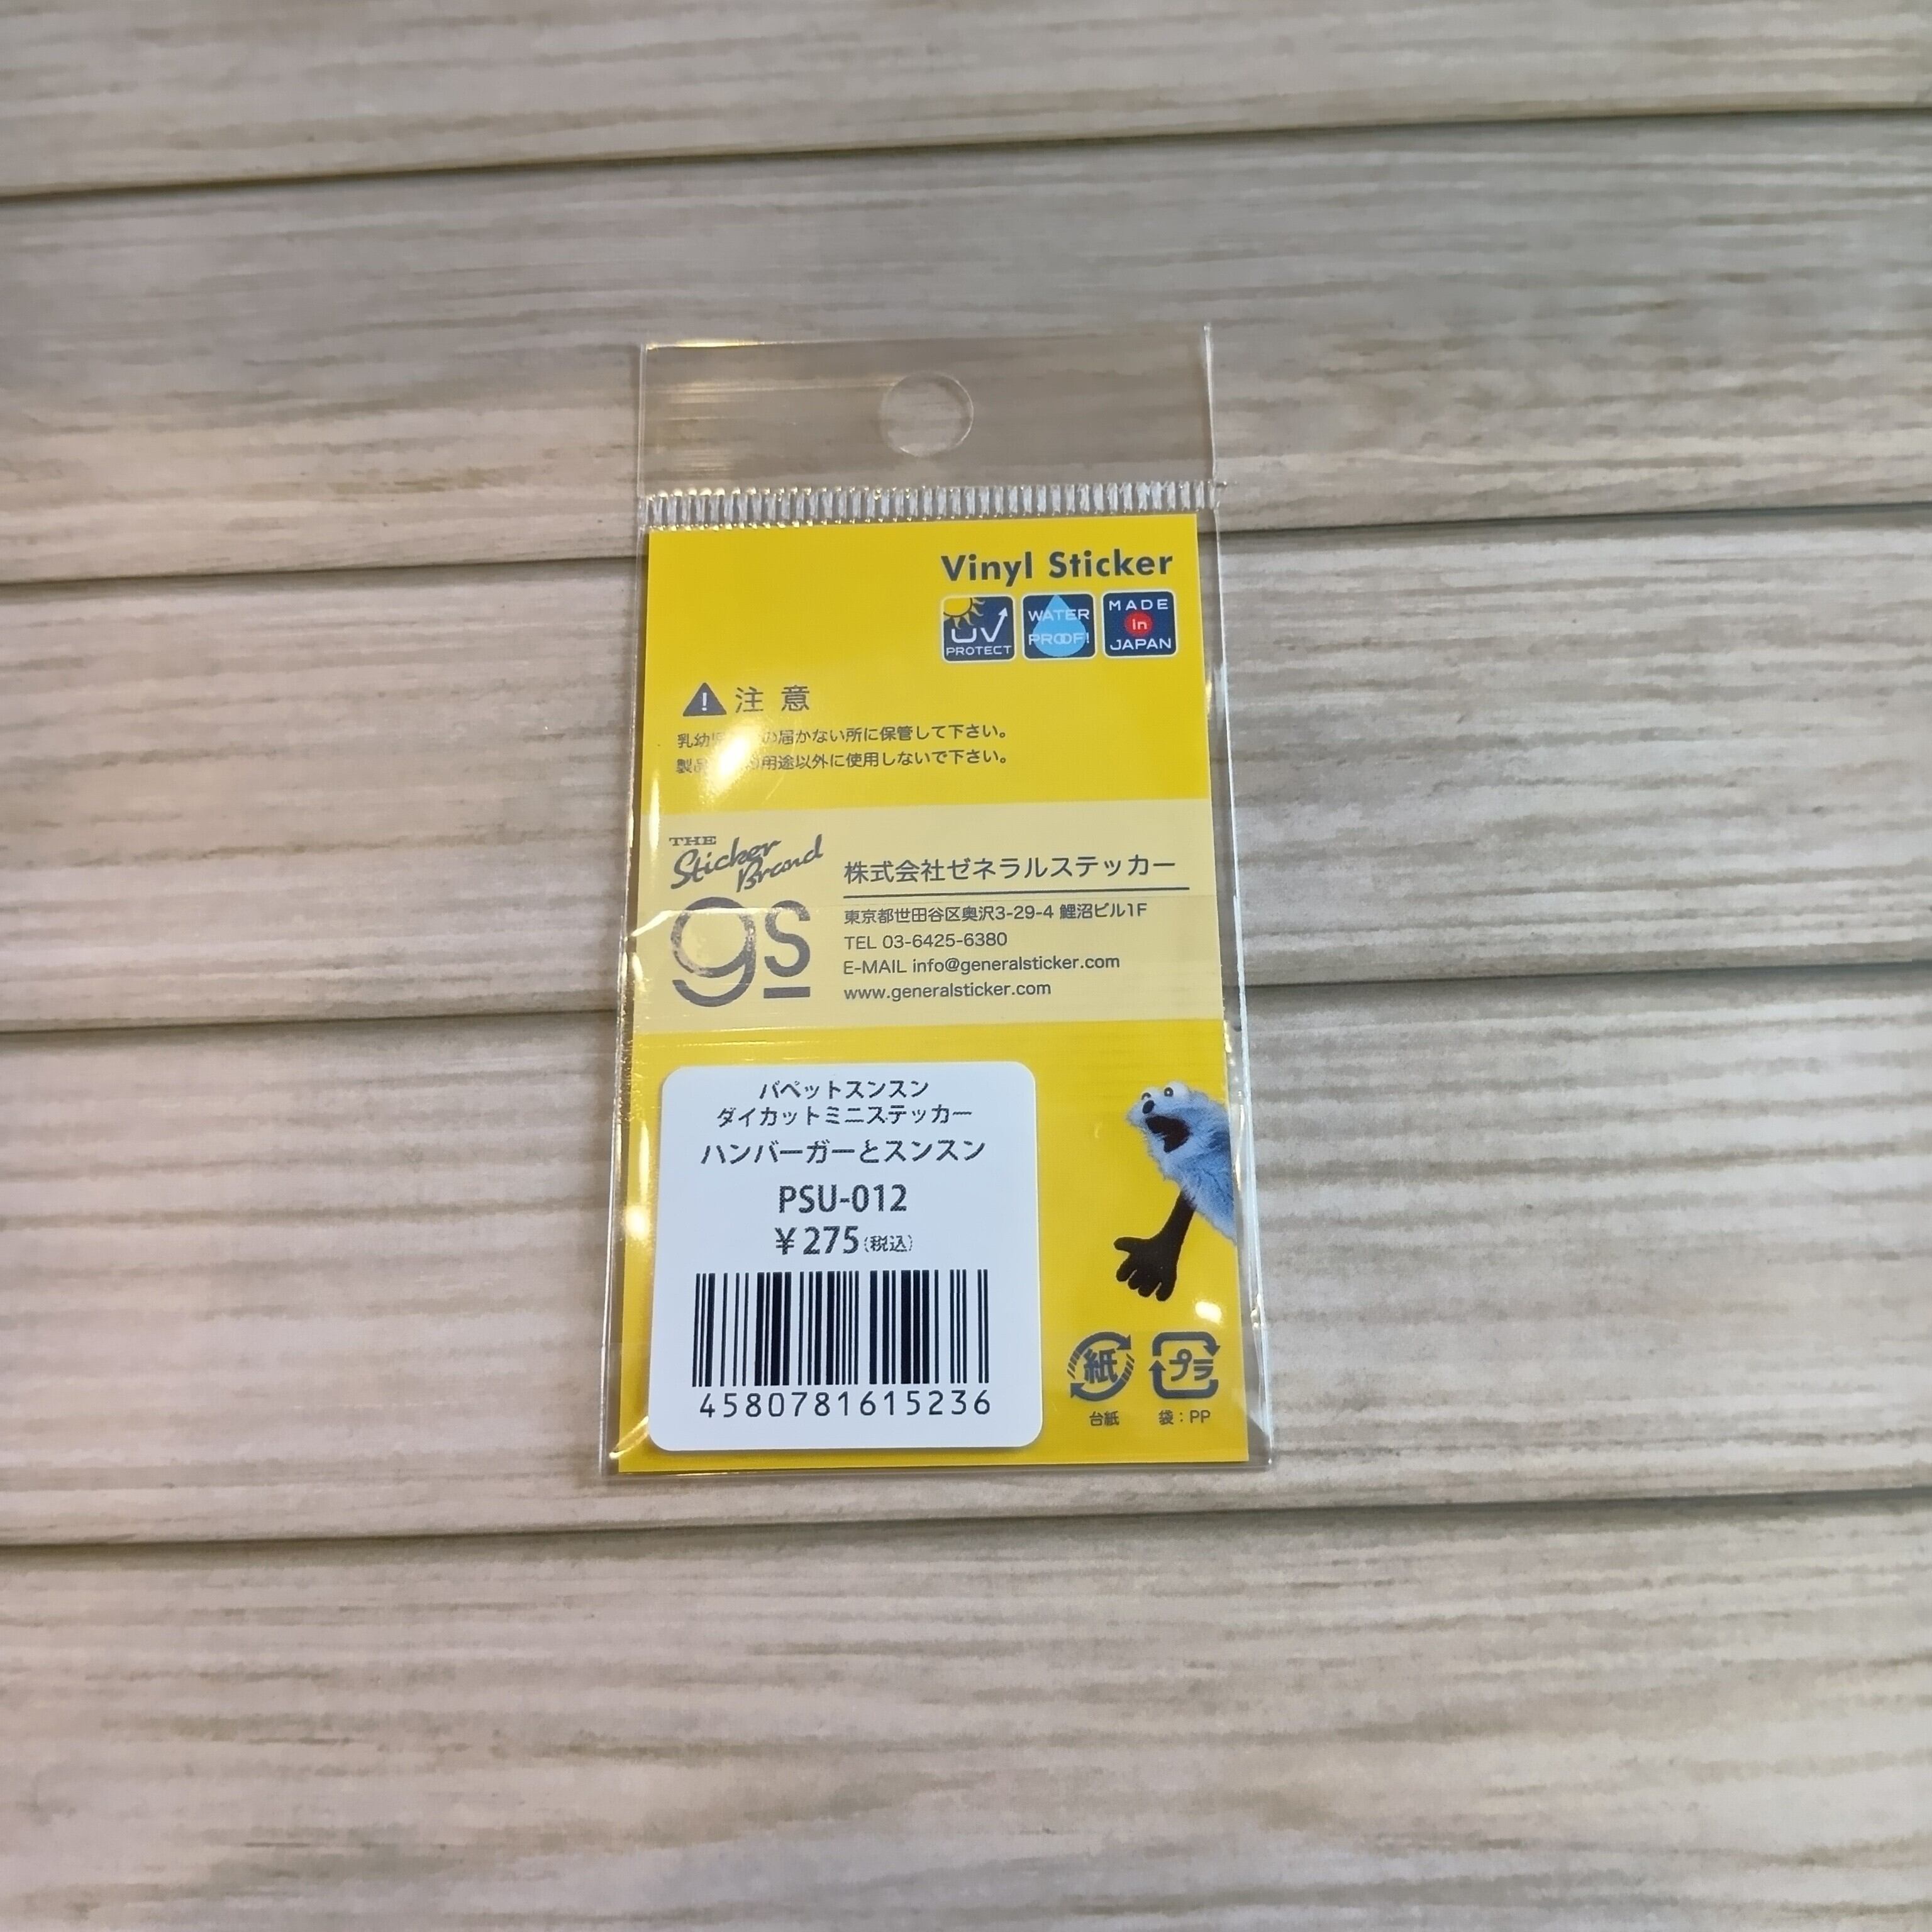 Vinyl Sticker
UV
PROTECT
WATER
PROOF!
MADE
in
JAPAN
注意
乳幼 の届かない所に保管して下さい。
製品 用途以外に使用しないで下さい。
THE
Sticker
Brand
gs
株式会社ゼネラルステッカー
東京都世田谷区奥沢3-29-4 鯉沼ビル1F
TEL 03-6425-6380
E-MAIL info@generalsticker.com
www.generalsticker.com
パペットスンスン
ダイカットミニステッカー
ハンバーガーとスンスン
PSU-012
¥275(税込)
4580781615236
紙
台紙
プラ
袋：PP